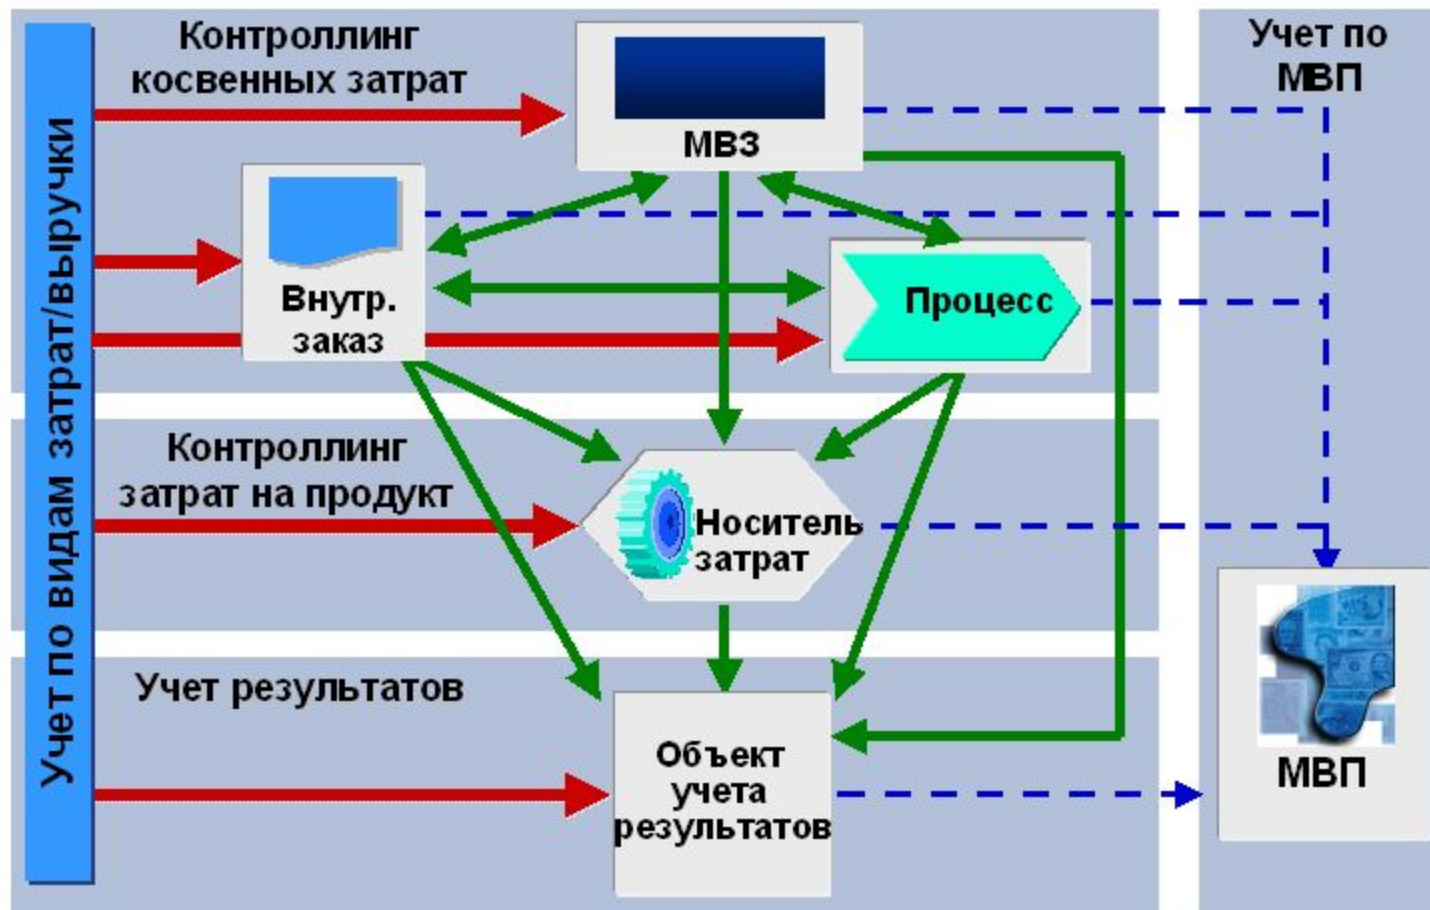 Учет по видам затрат/выручки
Контроллинг
косвенных затрат
МВЗ
Учет по
МВП
Внутр.
заказ
Процесс
Контроллинг
затрат на продукт
Носитель
затрат
Учет результатов
Объект
учета
результатов
МВП